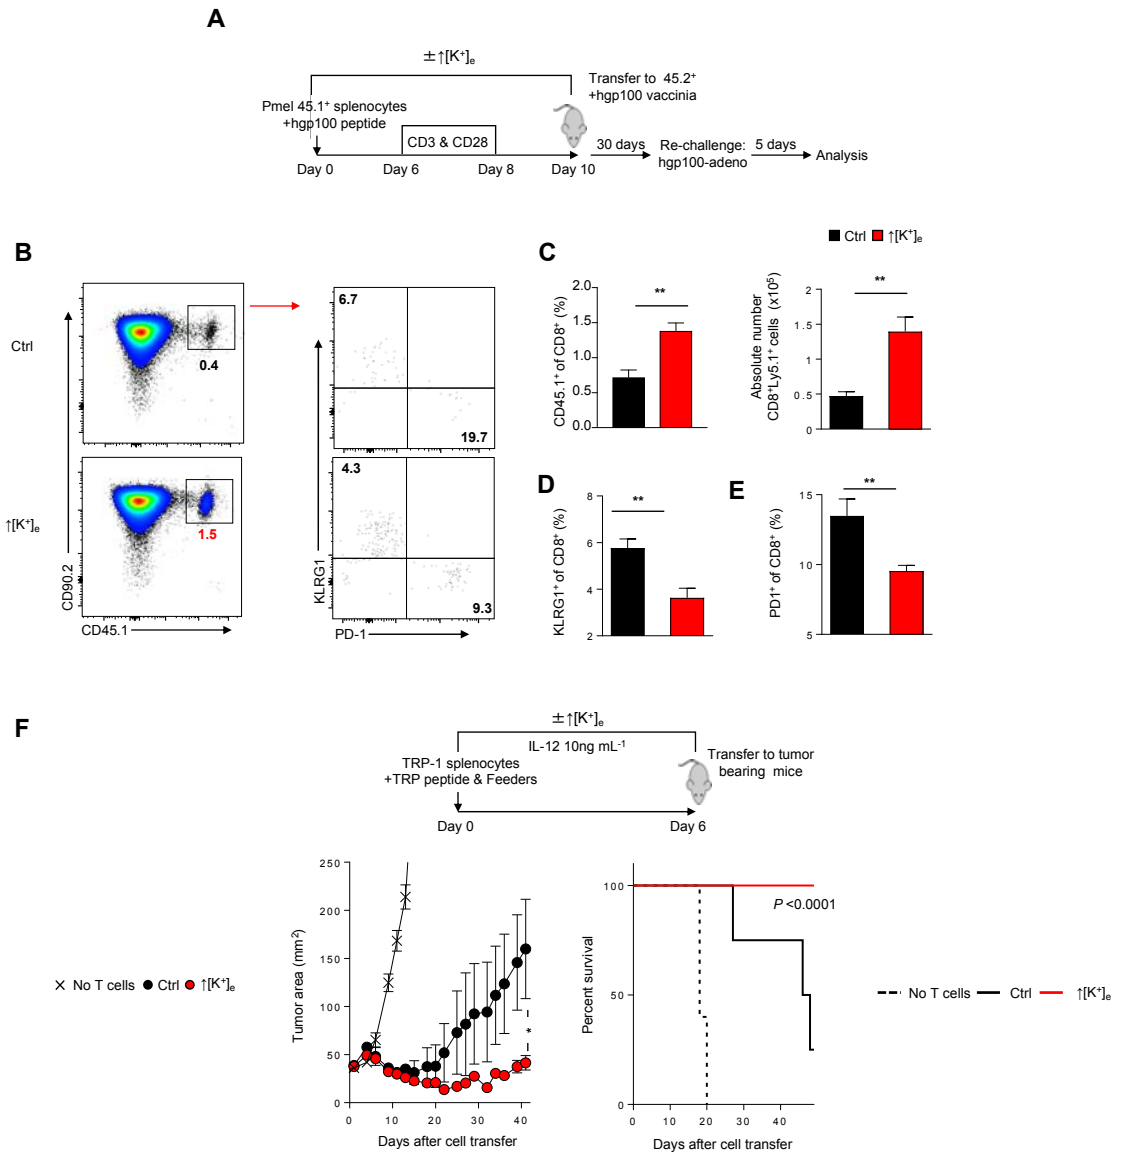 A
±↑[K⁺]ₑ
Transfer to 45.2⁺
+hgp100 vaccinia
Pmel 45.1⁺ splenocytes
+hgp100 peptide
CD3 & CD28
30 days
Re-challenge:
hgp100-adeno
5 days
Analysis
Day 0
Day 6
Day 8
Day 10
B
Ctrl
0.4
↑[K⁺]ₑ
1.5
CD90.2
CD45.1
6.7
19.7
4.3
9.3
KLRG1
PD-1
C
Ctrl
↑[K⁺]ₑ
CD45.1⁺ of CD8⁺ (%)
2.0
1.5
1.0
0.5
0.0
**
Absolute number
CD8⁺Ly5.1⁺ cells (x10⁵)
2
1.5
1
0.5
0
**
D
KLRG1⁺ of CD8⁺ (%)
8
6
4
2
**
E
PD1⁺ of CD8⁺ (%)
15
10
5
**
F
±↑[K⁺]ₑ
IL-12 10ng mL⁻¹
TRP-1 splenocytes
+TRP peptide & Feeders
Transfer to tumor
bearing mice
Day 0
Day 6
No T cells
Ctrl
↑[K⁺]ₑ
Tumor area (mm²)
250
200
150
100
50
0
*
0 10 20 30 40
Days after cell transfer
Percent survival
100
50
0
P <0.0001
0 10 20 30 40
Days after cell transfer
No T cells
Ctrl
↑[K⁺]ₑ